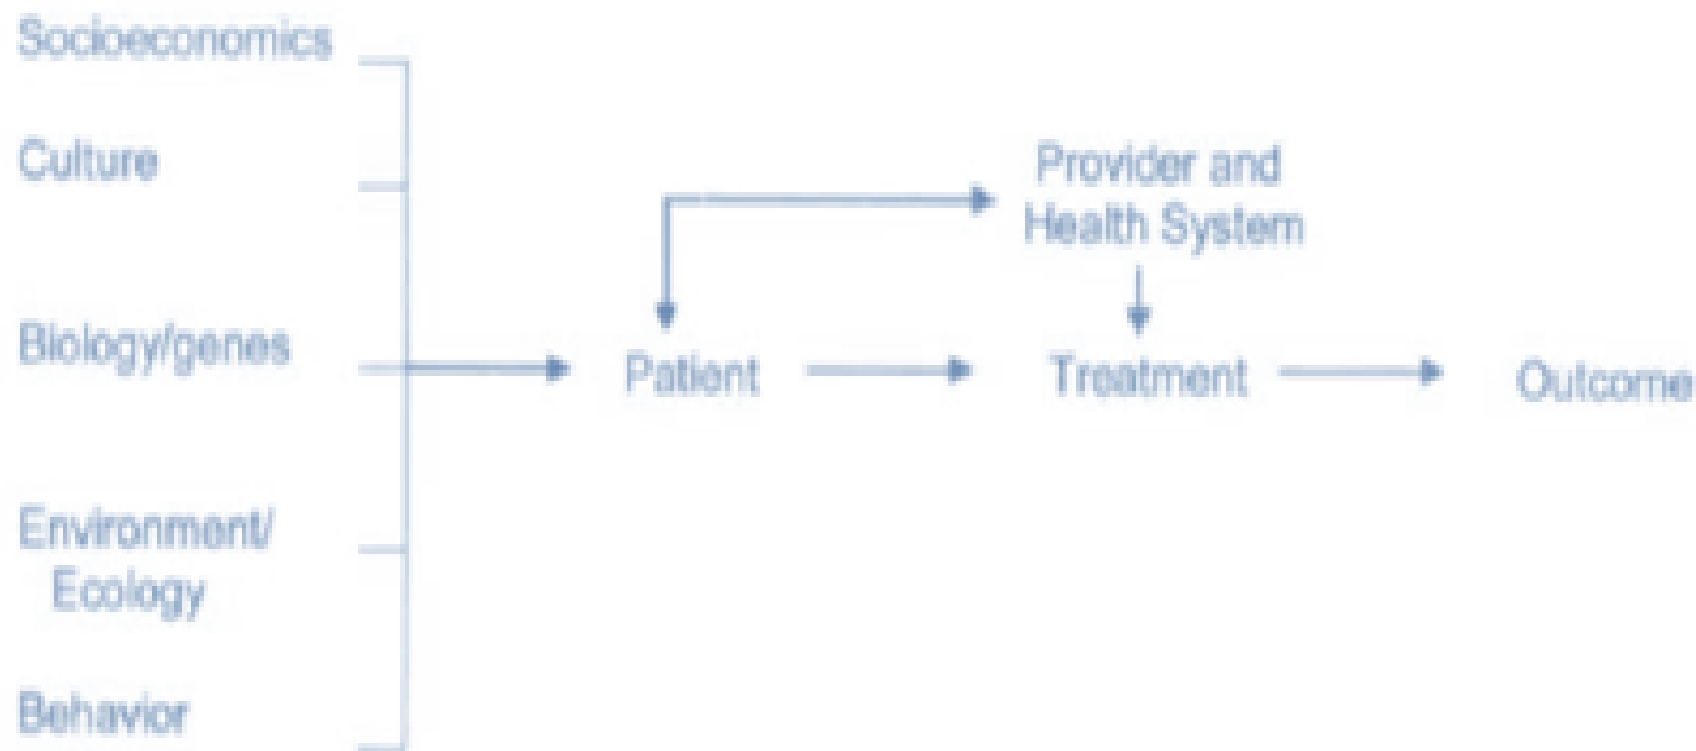 Socioeconomics
Culture
Provider and
Health System
Biology/genes
Patient
Treatment
Outcome
Environment/
Ecology
Behavior